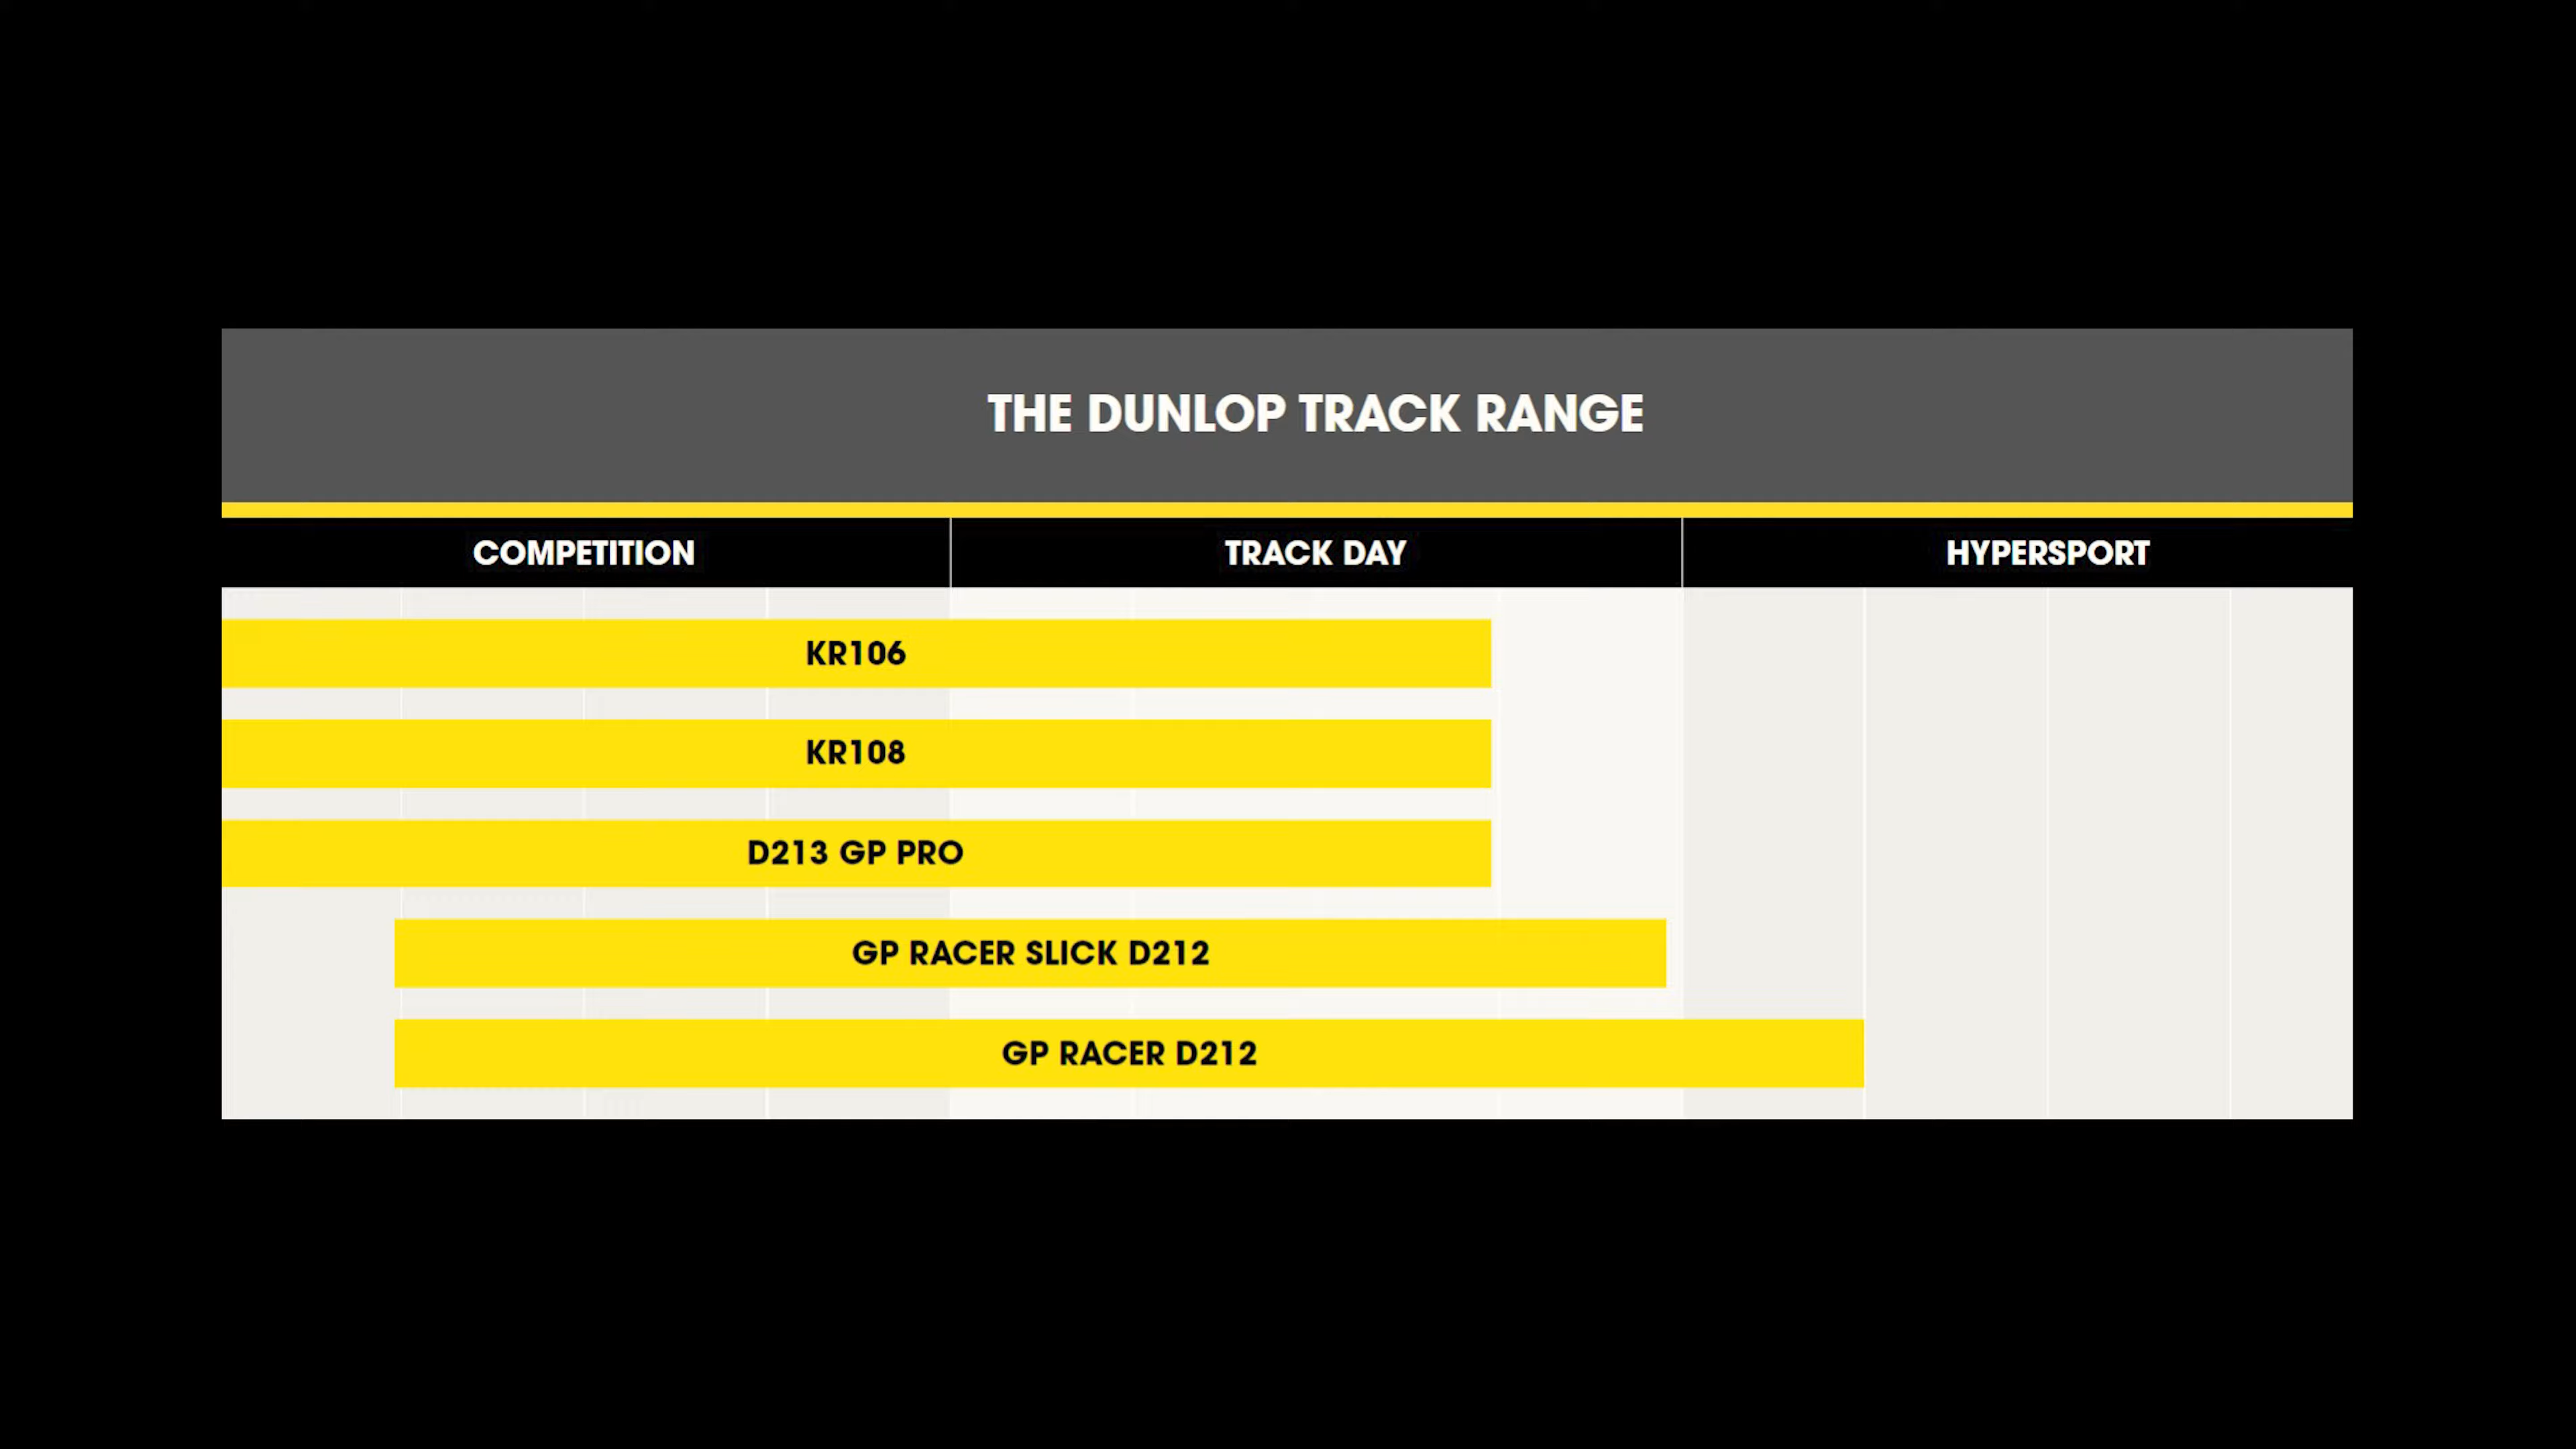 THE DUNLOP TRACK RANGE
COMPETITION
TRACK DAY
HYPERSPORT
KR106
KR108
D213 GP PRO
GP RACER SLICK D212
GP RACER D212